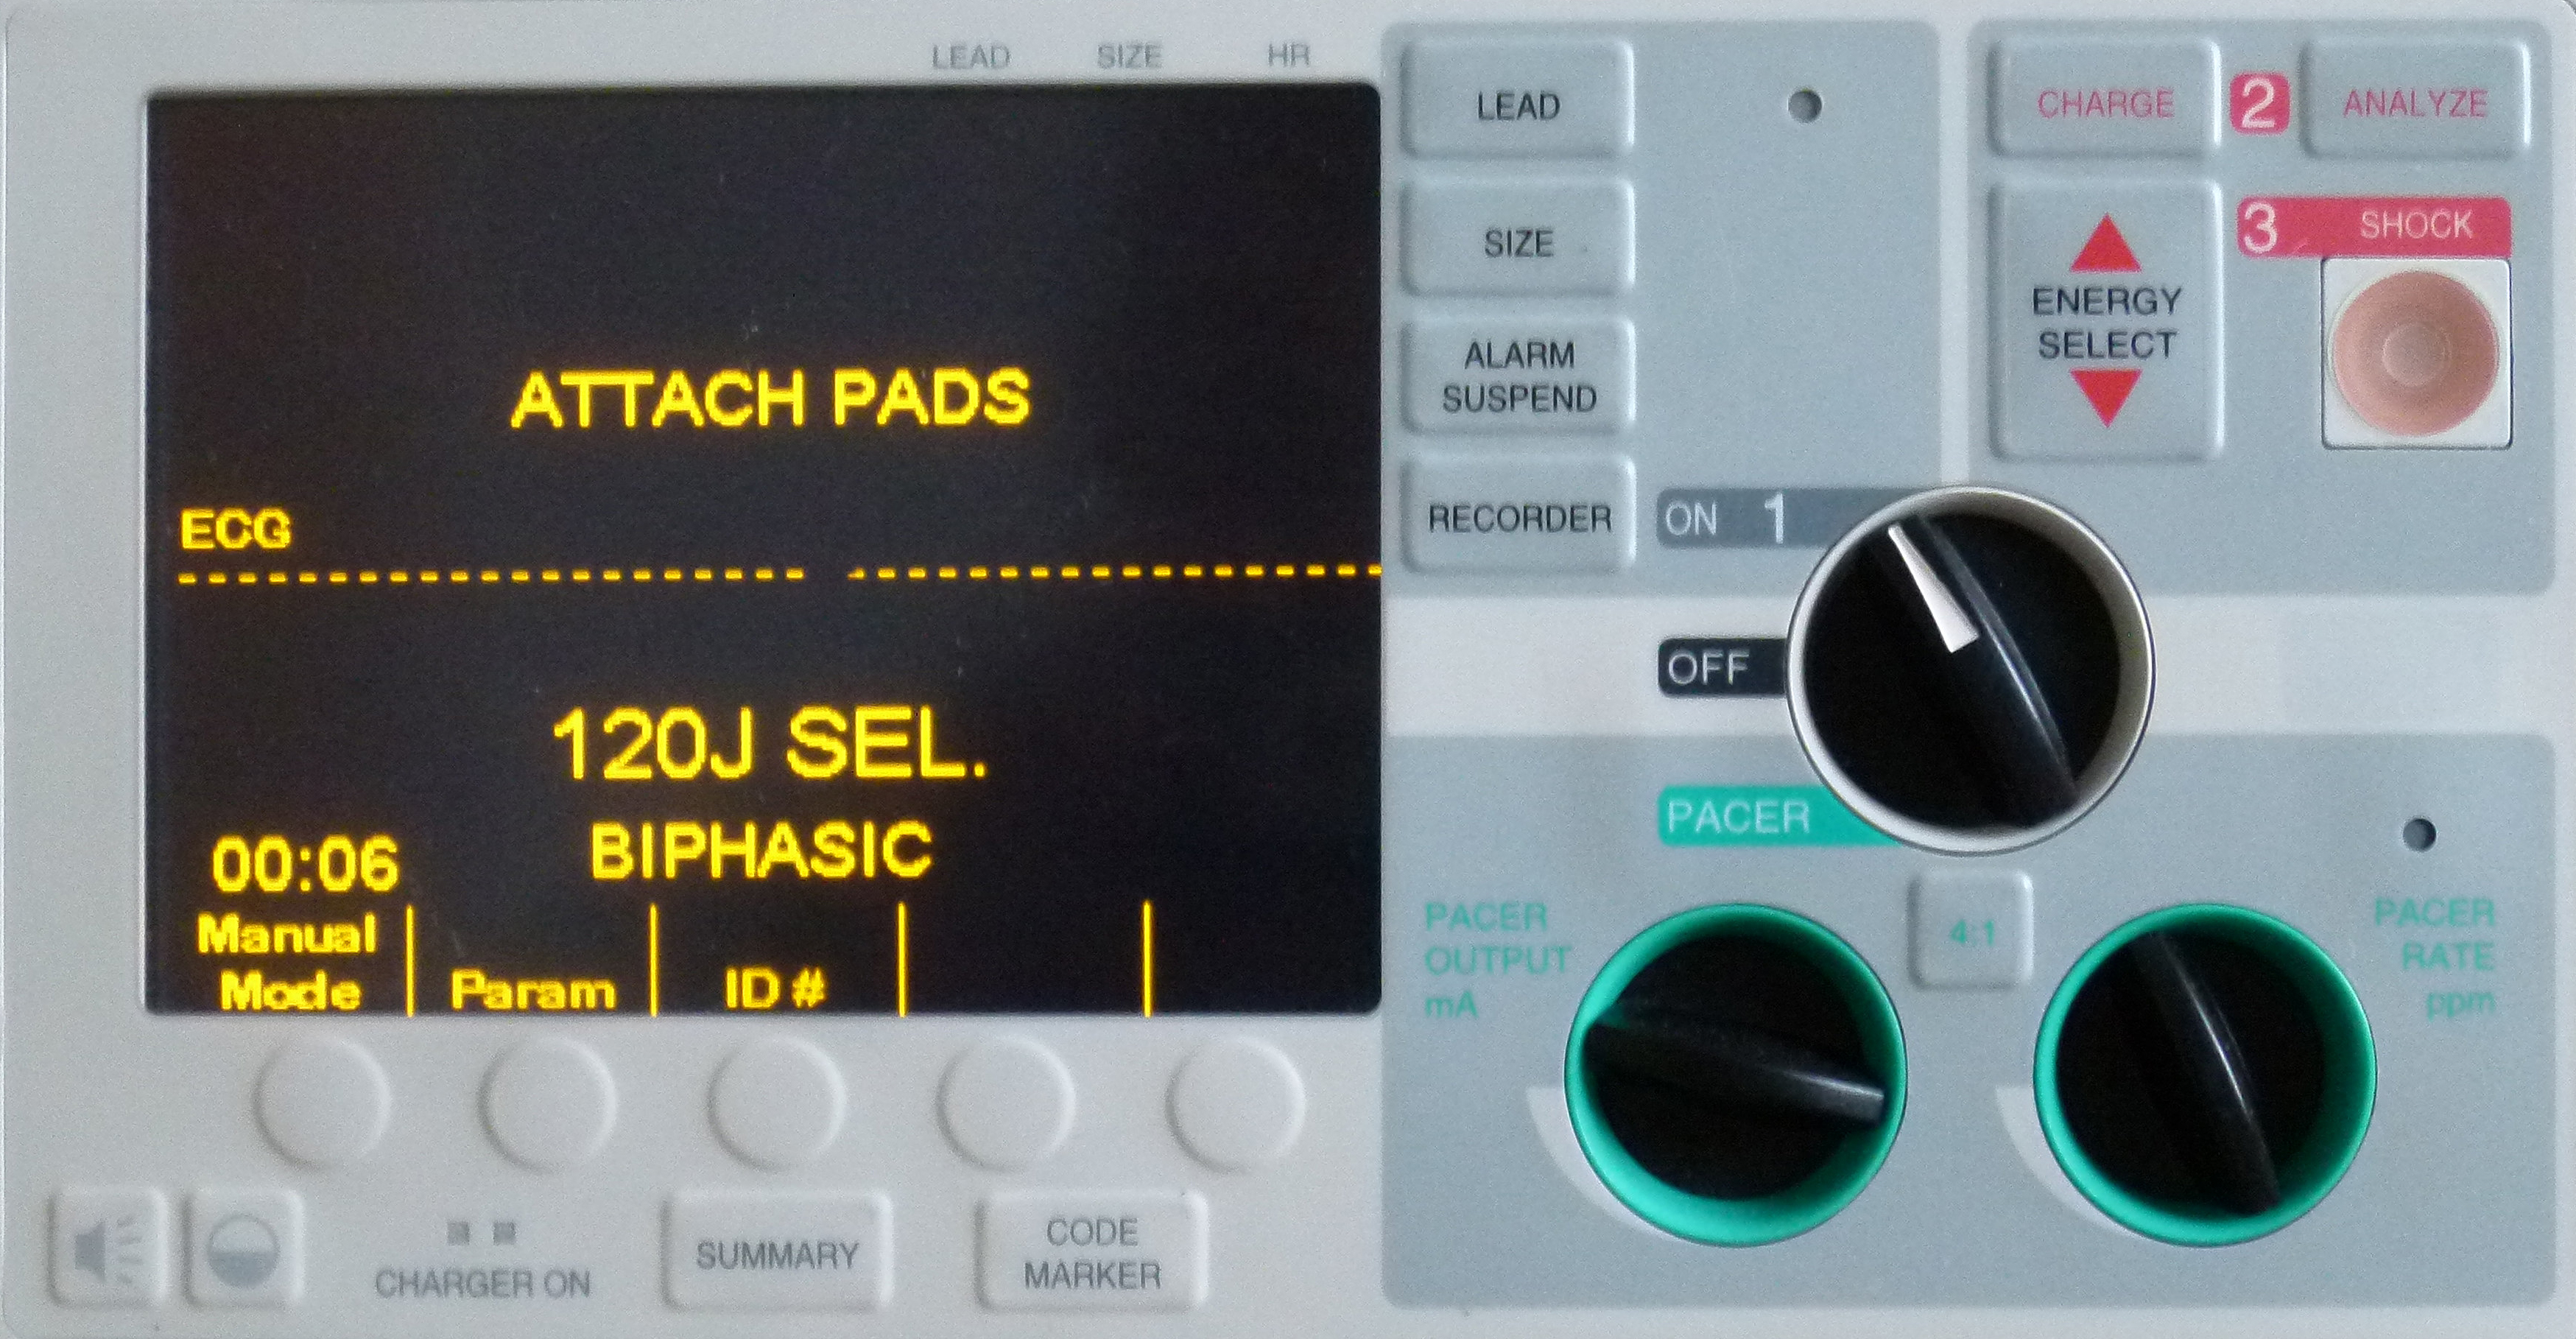 LEAD SIZE HR
ATTACH PADS
ECG
120J SEL.
BIPHASIC
00:06
Manual
Mode
Param
ID #
CHARGER ON
SUMMARY
CODE
MARKER
LEAD
SIZE
ALARM
SUSPEND
RECORDER
CHARGE
2
ANALYZE
ENERGY
SELECT
3 SHOCK
ON 1
OFF
PACER
PACER
OUTPUT
mA
4:1
PACER
RATE
ppm